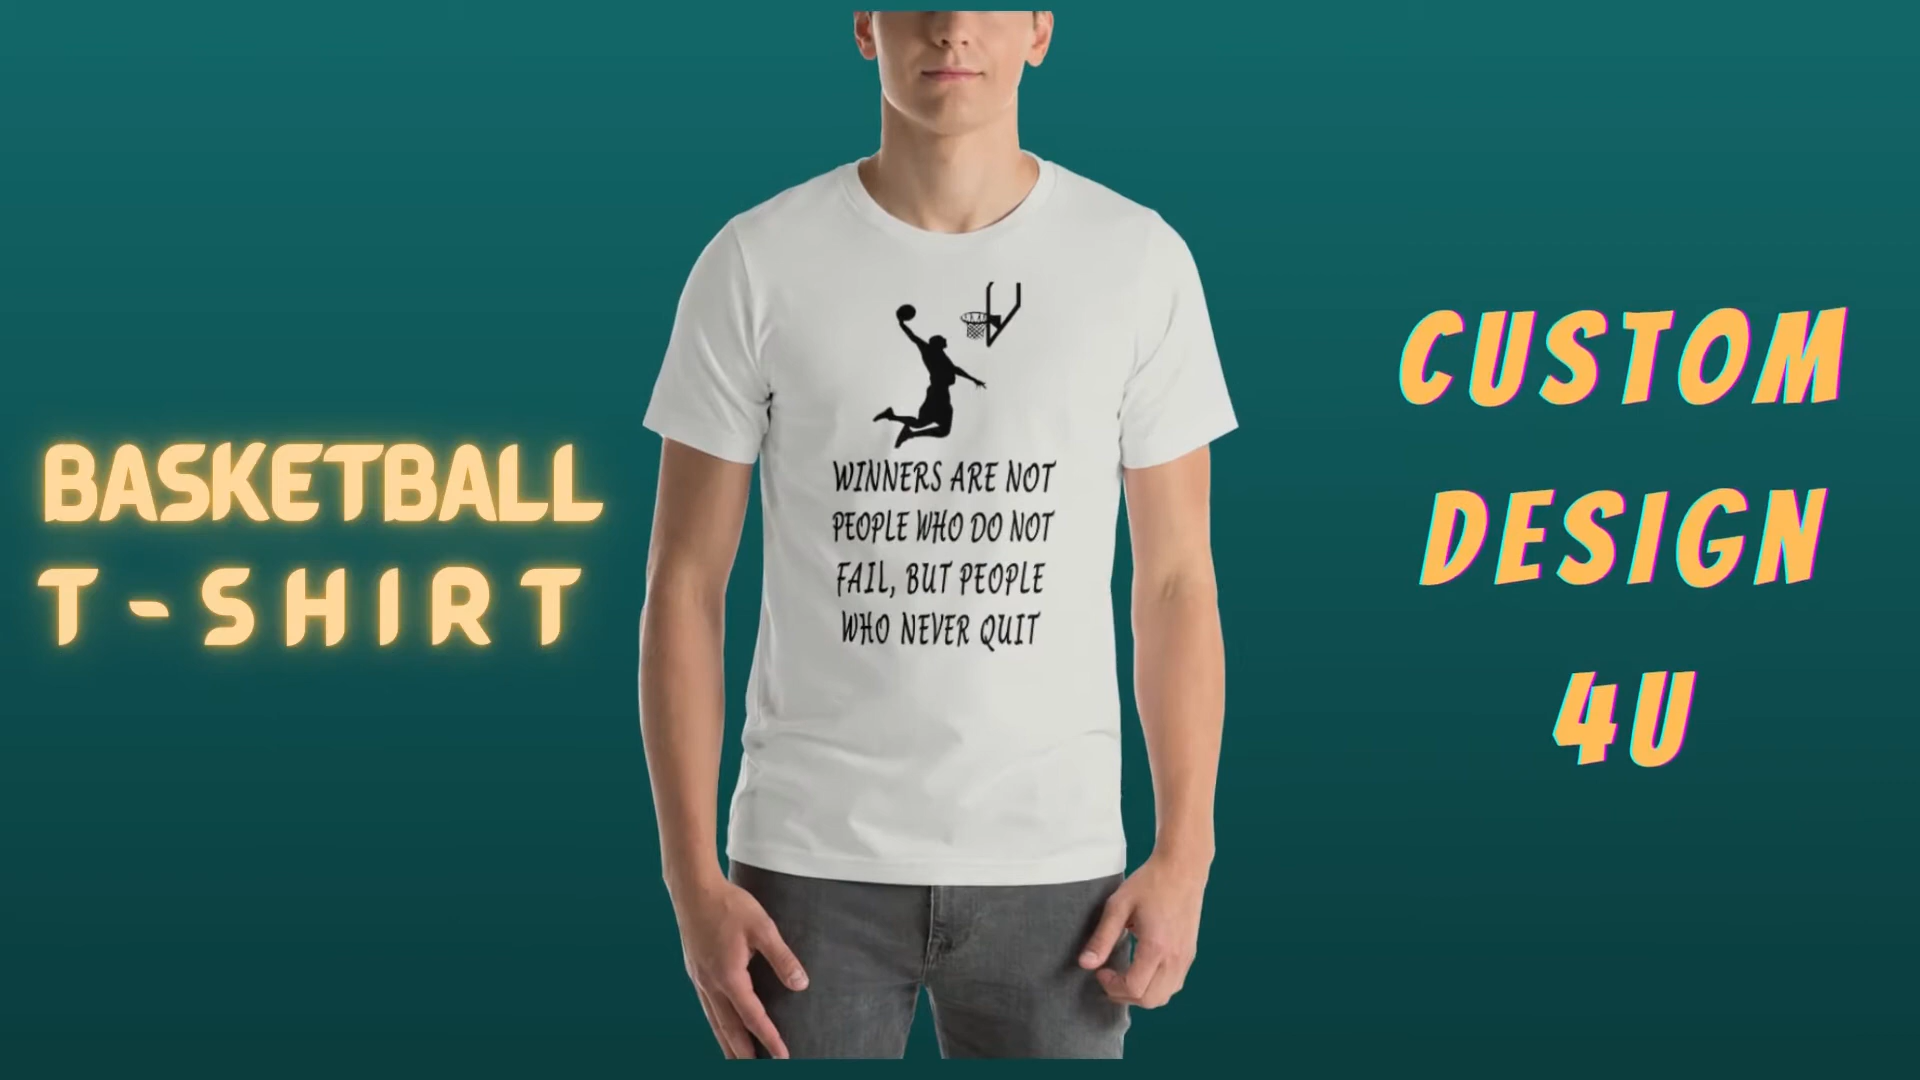 BASKETBALL
T-SHIRT
WINNERS ARE NOT
PEOPLE WHO DO NOT
FAIL, BUT PEOPLE
WHO NEVER QUIT
CUSTOM
DESIGN
4U